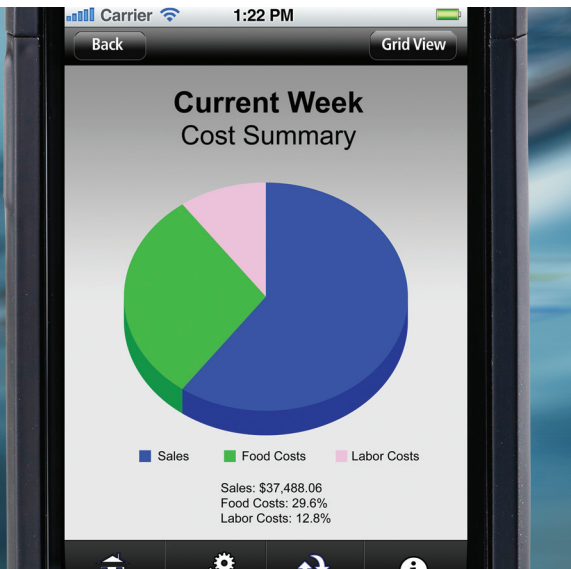 Carrier 1:22 PM
Back Grid View
Current Week
Cost Summary
Sales Food Costs Labor Costs
Sales: $37,488.06
Food Costs: 29.6%
Labor Costs: 12.8%